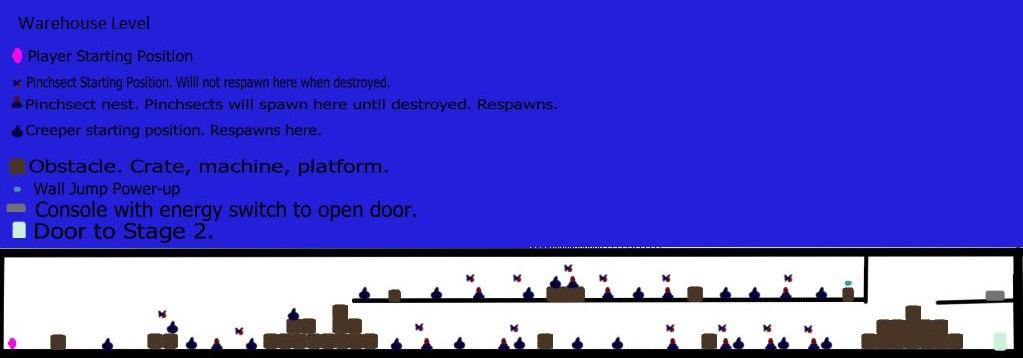 Warehouse Level
Player Starting Position
Pinchsect Starting Position. Willl not respawn here when destroyed.
Pinchsect nest. Pinchsects will spawn here until destroyed. Respawns.
Creeper starting position. Respawns here.
Obstacle. Crate, machine, platform.
Wall Jump Power-up
Console with energy switch to open door.
Door to Stage 2.